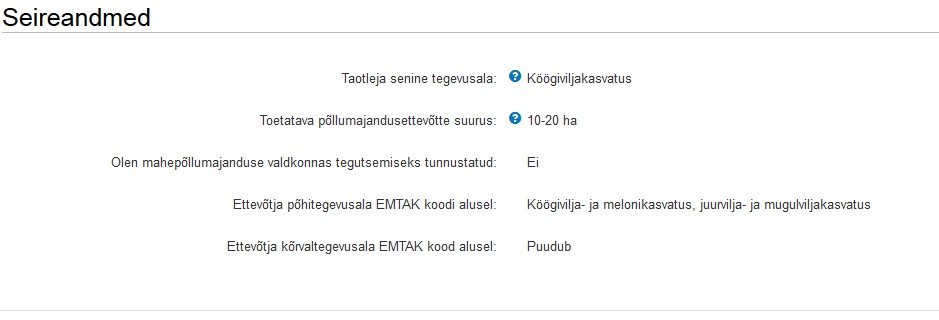 Seireandmed
Taotleja senine tegevusala: ? Köögiviljakasvatus
Toetatava põllumajandusettevõtte suurus: ? 10-20 ha
Olen mahepõllumajanduse valdkonnas tegutsemiseks tunnustatud: Ei
Ettevõtja põhitegevusala EMTAK koodi alusel: Köögivilja- ja melonikasvatus, juurvilja- ja mugulviljakasvatus
Ettevõtja kõrvaltegevusala EMTAK kood alusel: Puudub